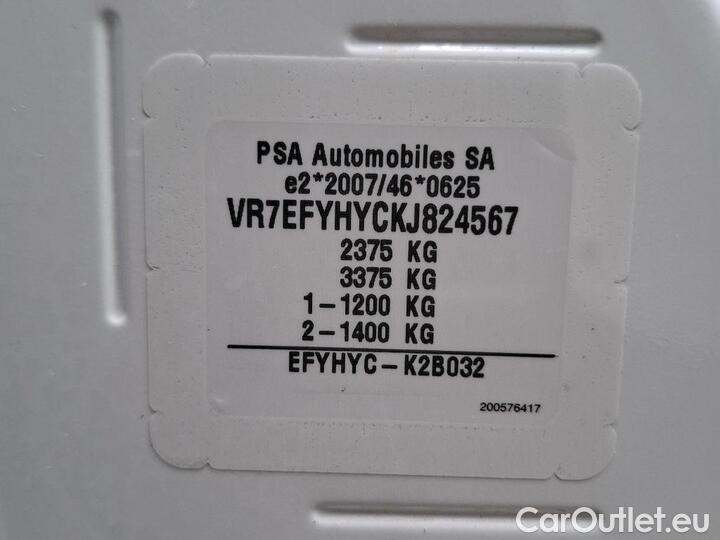 PSA Automobiles SA
e2*2007/46*0625
VR7EFYHYCKJ824567
2375 KG
3375 KG
1-1200 KG
2-1400 KG
EFYHYC-K2B032
200576417
CarOutlet.eu